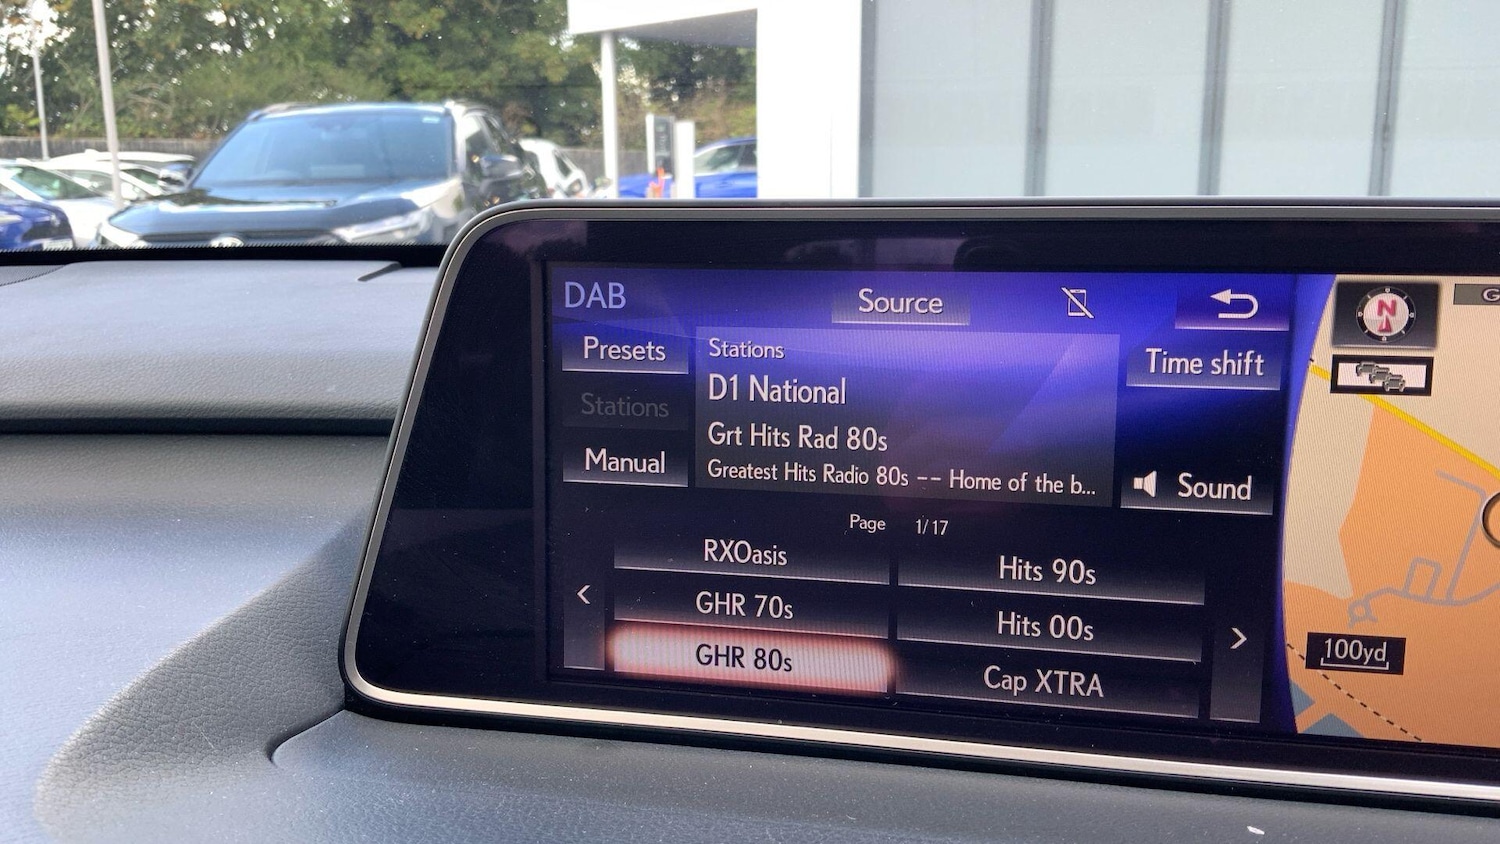 DAB
Source
Presets
Stations
Time shift
D1 National
Stations
Grt Hits Rad 80s
Manual
Greatest Hits Radio 80s -- Home of the b...
Sound
Page 1/17
RXOasis
Hits 90s
GHR 70s
Hits 00s
GHR 80s
Cap XTRA
<
>
N
G
100yd